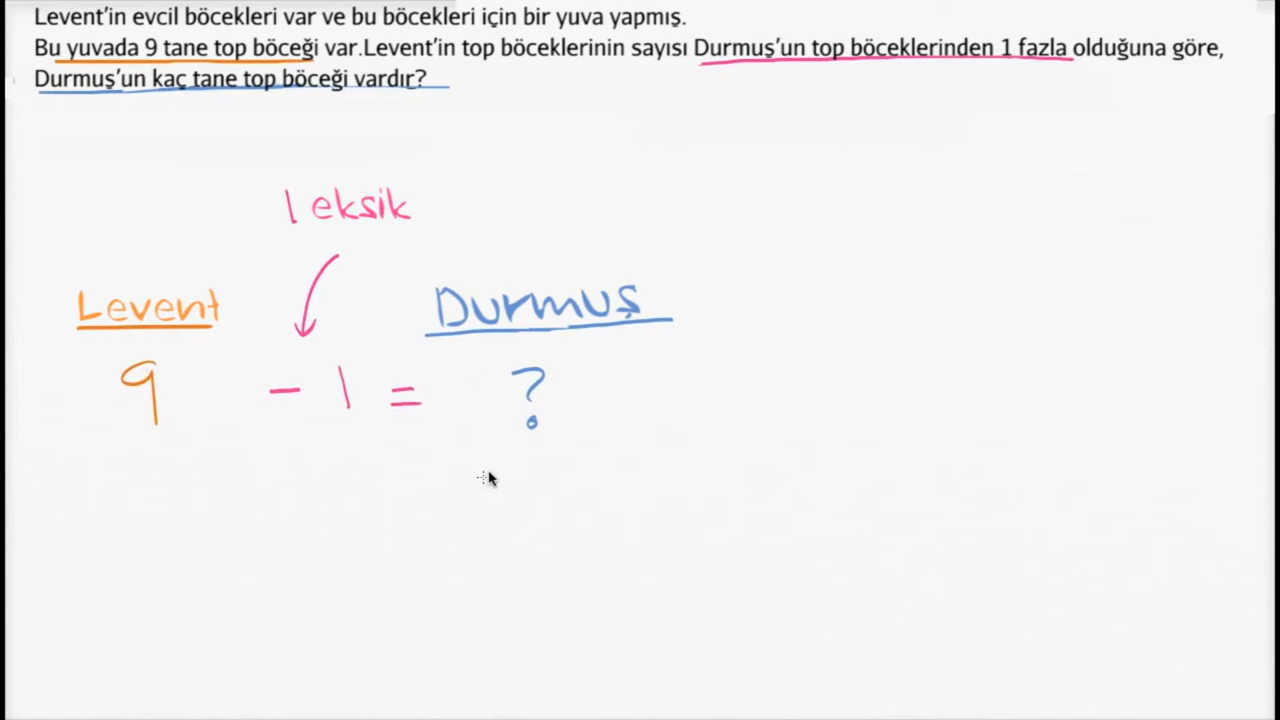 Levent'in evcil böcekleri var ve bu böcekleri için bir yuva yapmış.
Bu yuvada 9 tane top böceği var.Levent'in top böceklerinin sayısı Durmuş'un top böceklerinden 1 fazla olduğuna göre,
Durmuş'un kaç tane top böceği vardır?
1 eksik
Levent Durmuş
9 - 1 = ?